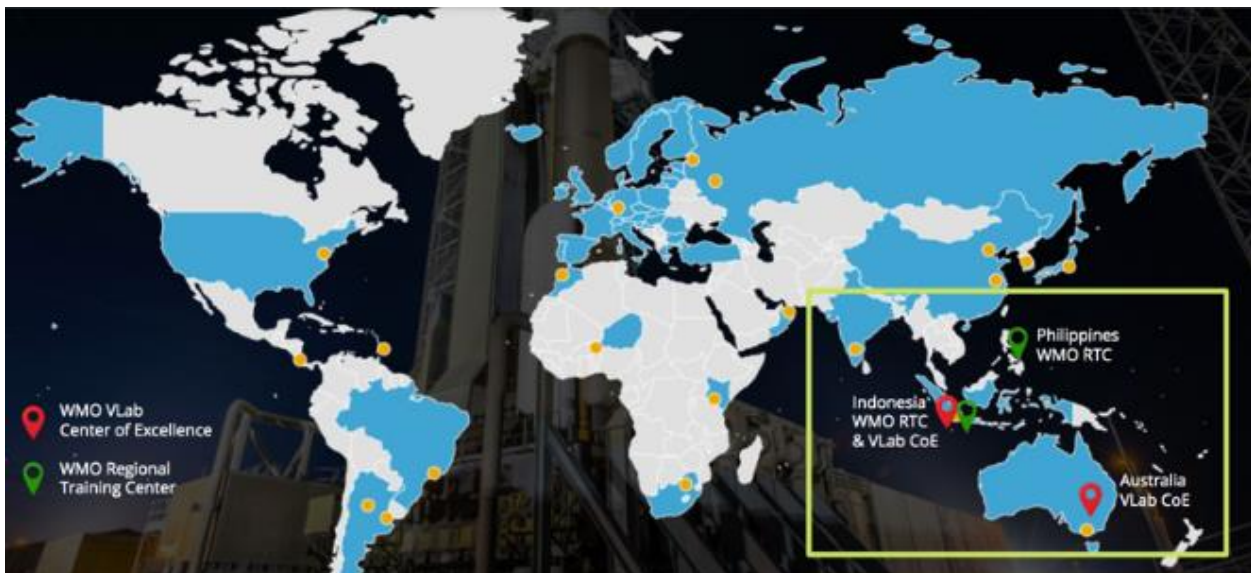 Philippines
WMO RTC
Indonesia
WMO RTC
& VLab CoE
WMO VLab
Center of Excellence
WMO Regional
Training Center
Australia
VLab CoE